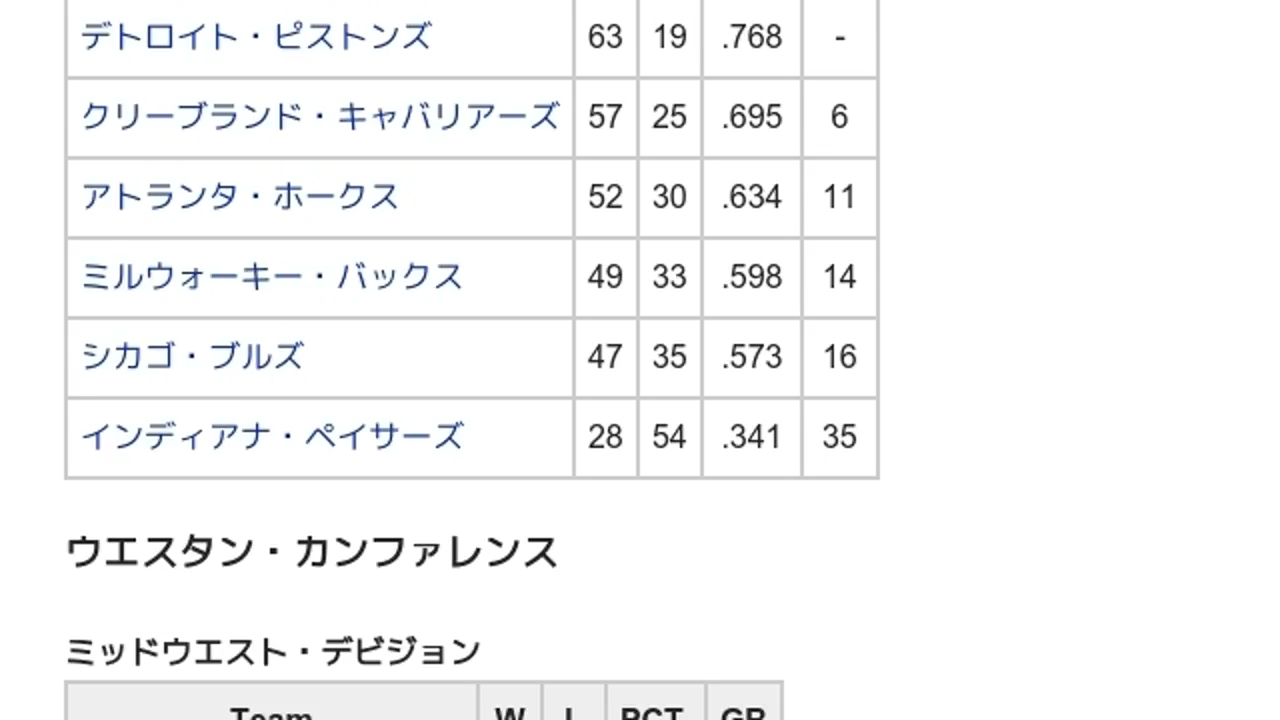 デトロイト・ピストンズ 63 19 .768 -
クリーブランド・キャバリアーズ 57 25 .695 6
アトランタ・ホークス 52 30 .634 11
ミルウォーキー・バックス 49 33 .598 14
シカゴ・ブルズ 47 35 .573 16
インディアナ・ペイサーズ 28 54 .341 35
ウエスタン・カンファレンス
ミッドウエスト・デビジョン
Team W L PCT. GB